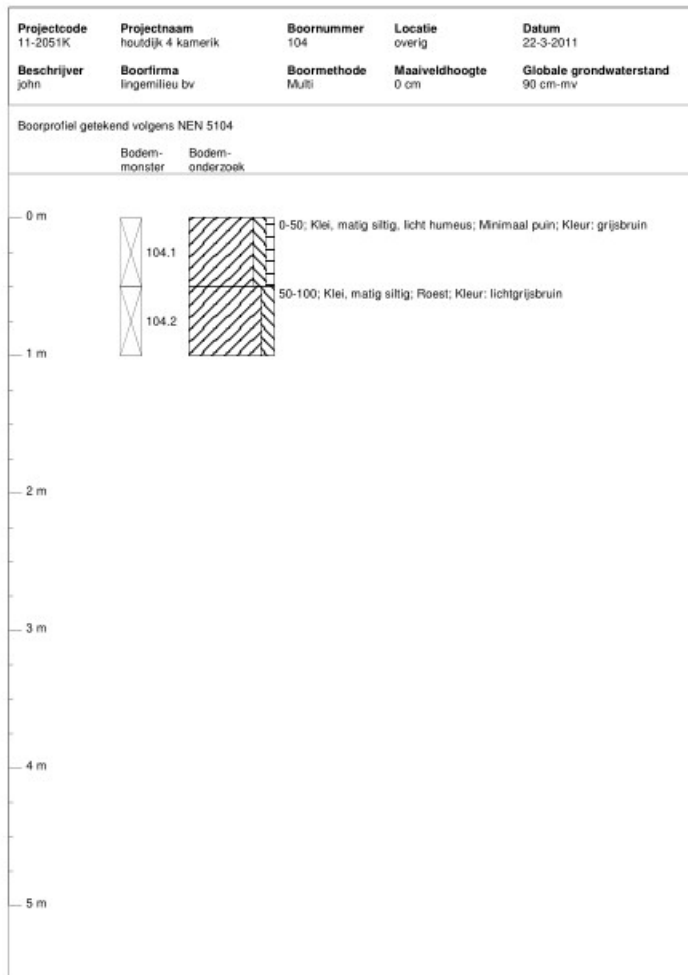 Projectcode Projectnaam Boornummer Locatie Datum
11-2051K houtdijk 4 kamerik 104 overig 22-3-2011
Beschrijver Boorfirma Boormethode Maaiveldhoogte Globale grondwaterstand
john lingemilieu bv Multi 0 cm 90 cm-mv
Boorprofiel getekend volgens NEN 5104
Bodem- Bodem-
monster onderzoek
0 m
0-50; Klei, matig siltig, licht humeus; Minimaal puin; Kleur: grijsbruin
104.1
50-100; Klei, matig siltig; Roest; Kleur: lichtgrijsbruin
104.2
1 m
2 m
3 m
4 m
5 m